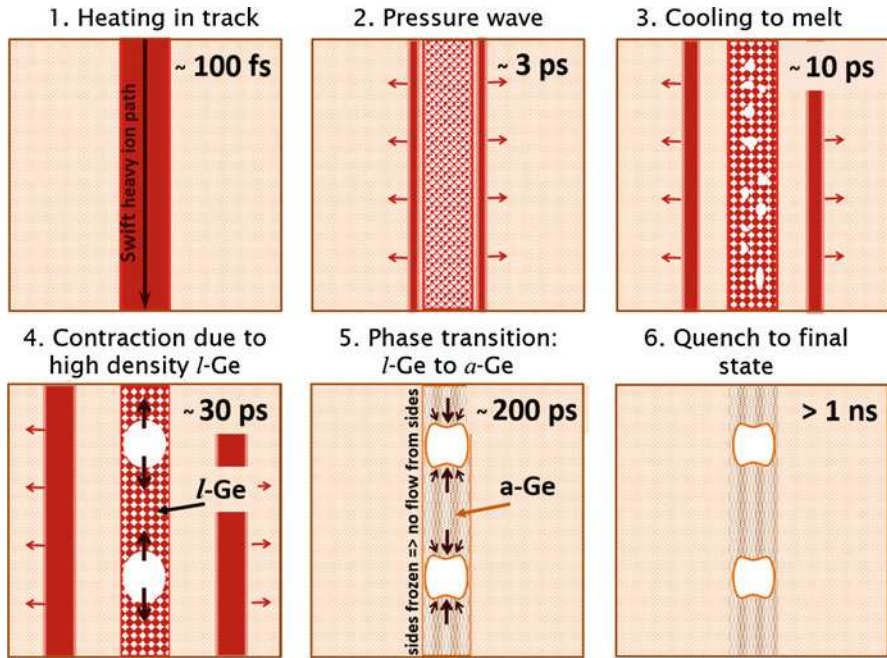 1. Heating in track
~ 100 fs
Swift heavy ion path
2. Pressure wave
~ 3 ps
3. Cooling to melt
~ 10 ps
4. Contraction due to
high density l-Ge
~ 30 ps
l-Ge
5. Phase transition:
l-Ge to a-Ge
~ 200 ps
sides frozen => no flow from sides
a-Ge
6. Quench to final
state
> 1 ns